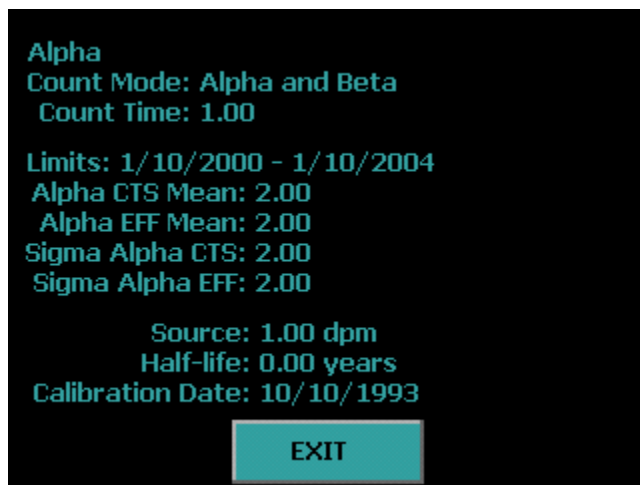 Alpha
Count Mode: Alpha and Beta
Count Time: 1.00
Limits: 1/10/2000 - 1/10/2004
Alpha CTS Mean: 2.00
Alpha EFF Mean: 2.00
Sigma Alpha CTS: 2.00
Sigma Alpha EFF: 2.00
Source: 1.00 dpm
Half-life: 0.00 years
Calibration Date: 10/10/1993
EXIT